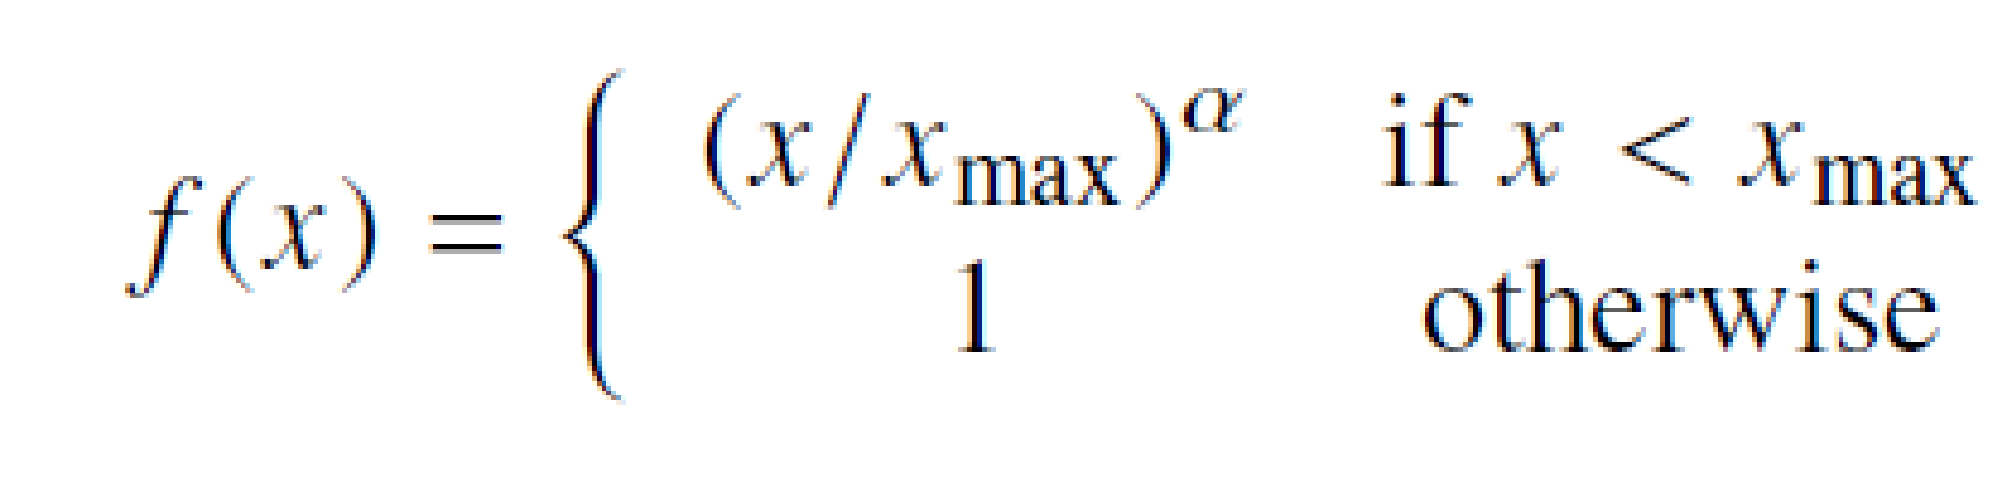 f(x) = { (x/x_max)^α if x < x_max
1 otherwise